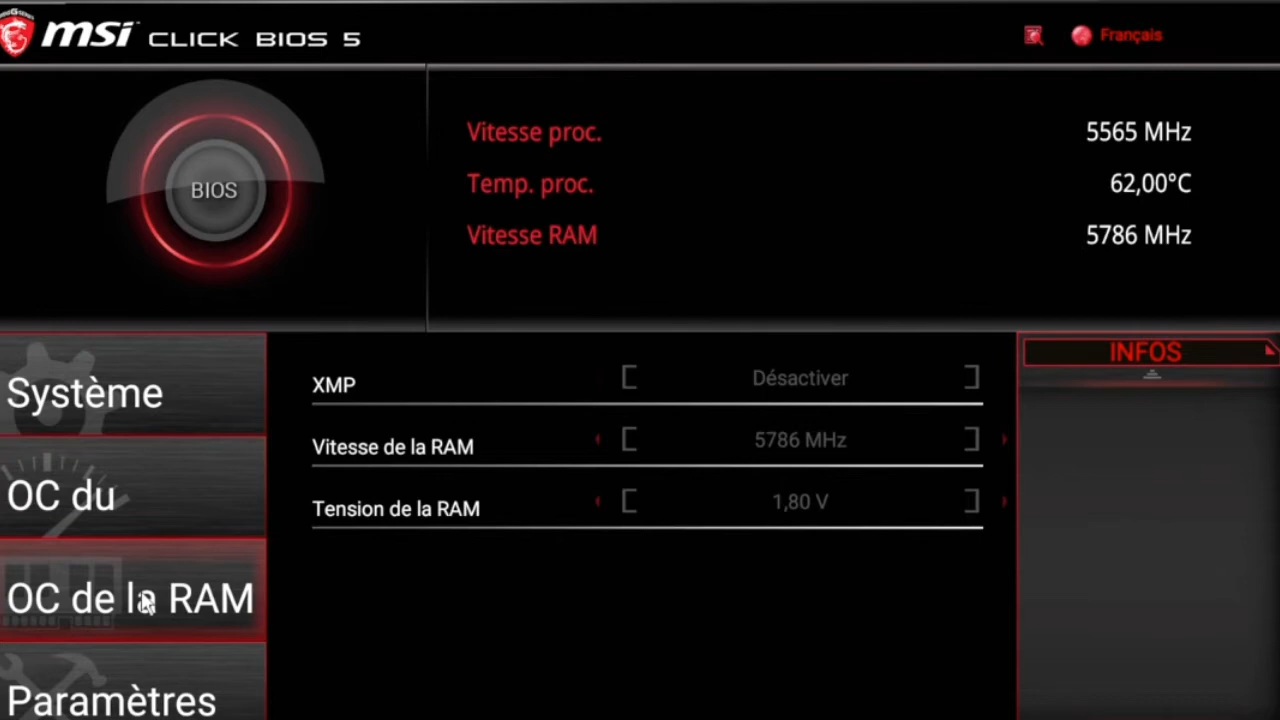 msi CLICK BIOS 5
Français
BIOS
Vitesse proc. 5565 MHz
Temp. proc. 62,00°C
Vitesse RAM 5786 MHz
Système
OC du
OC de la RAM
Paramètres
XMP [ Désactiver ]
Vitesse de la RAM [ 5786 MHz ]
Tension de la RAM [ 1,80 V ]
INFOS